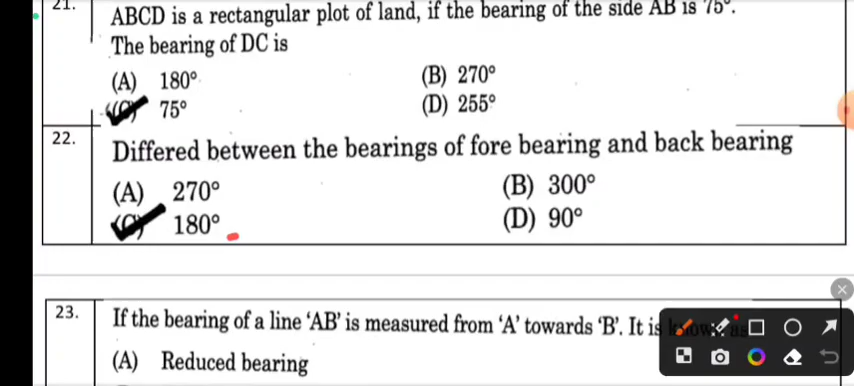 21.
ABCD is a rectangular plot of land, if the bearing of the side AB is 75°.
The bearing of DC is
(A) 180° (B) 270°
(C) 75° (D) 255°
22.
Differed between the bearings of fore bearing and back bearing
(A) 270° (B) 300°
(C) 180° (D) 90°
23.
If the bearing of a line ‘AB’ is measured from ‘A’ towards ‘B’. It is
(A) Reduced bearing